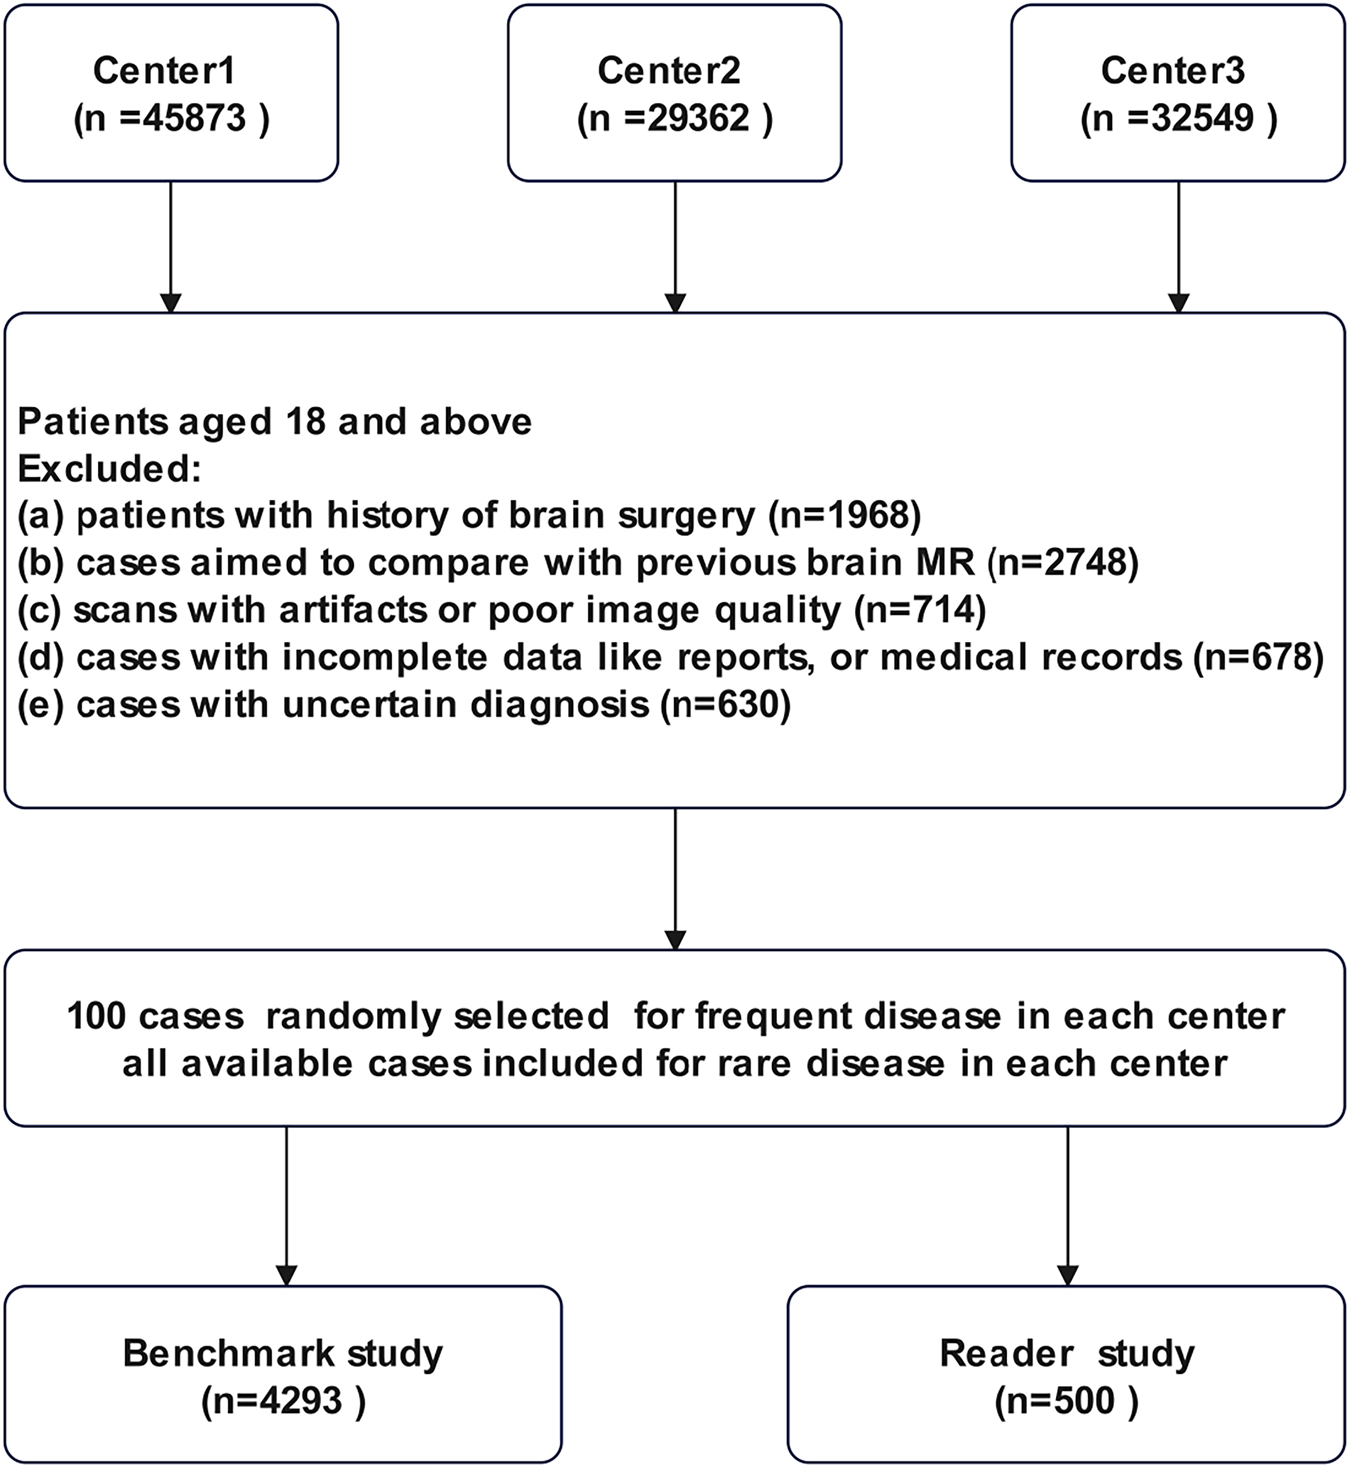 Center1
(n =45873 )
Center2
(n =29362 )
Center3
(n =32549 )
Patients aged 18 and above
Excluded:
(a) patients with history of brain surgery (n=1968)
(b) cases aimed to compare with previous brain MR (n=2748)
(c) scans with artifacts or poor image quality (n=714)
(d) cases with incomplete data like reports, or medical records (n=678)
(e) cases with uncertain diagnosis (n=630)
100 cases randomly selected for frequent disease in each center
all available cases included for rare disease in each center
Benchmark study
(n=4293 )
Reader study
(n=500 )